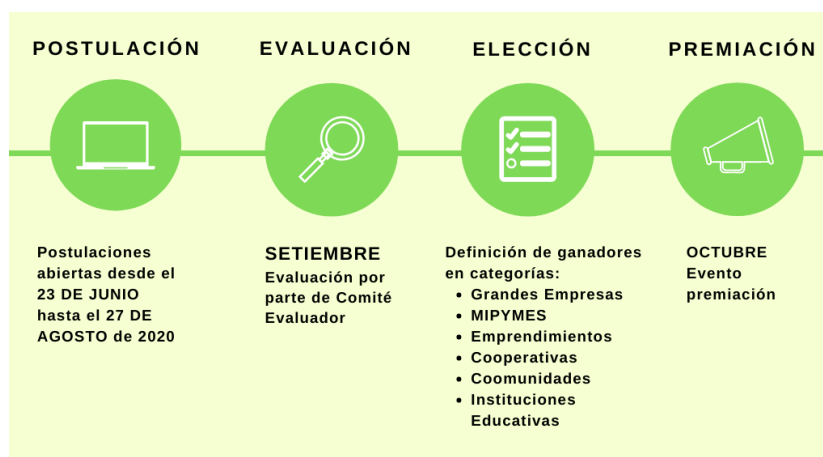 POSTULACIÓN
EVALUACIÓN
ELECCIÓN
PREMIACIÓN
Postulaciones
abiertas desde el
23 DE JUNIO
hasta el 27 DE
AGOSTO de 2020
SETIEMBRE
Evaluación por
parte de Comité
Evaluador
Definición de ganadores
en categorías:
• Grandes Empresas
• MIPYMES
• Emprendimientos
• Cooperativas
• Coomunidades
• Instituciones
Educativas
OCTUBRE
Evento
premiación